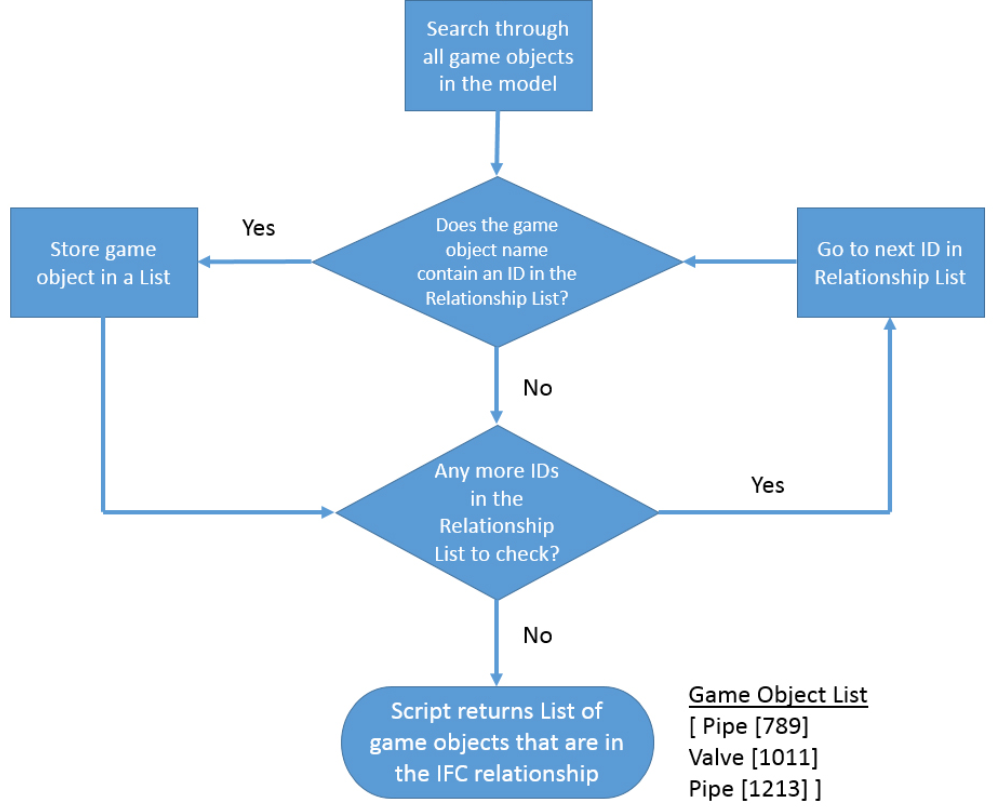 Search through
all game objects
in the model
Does the game
object name
contain an ID in the
Relationship List?
Yes
Store game
object in a List
Go to next ID in
Relationship List
No
Any more IDs
in the
Relationship
List to check?
Yes
No
Script returns List of
game objects that are in
the IFC relationship
Game Object List
[ Pipe [789]
Valve [1011]
Pipe [1213] ]